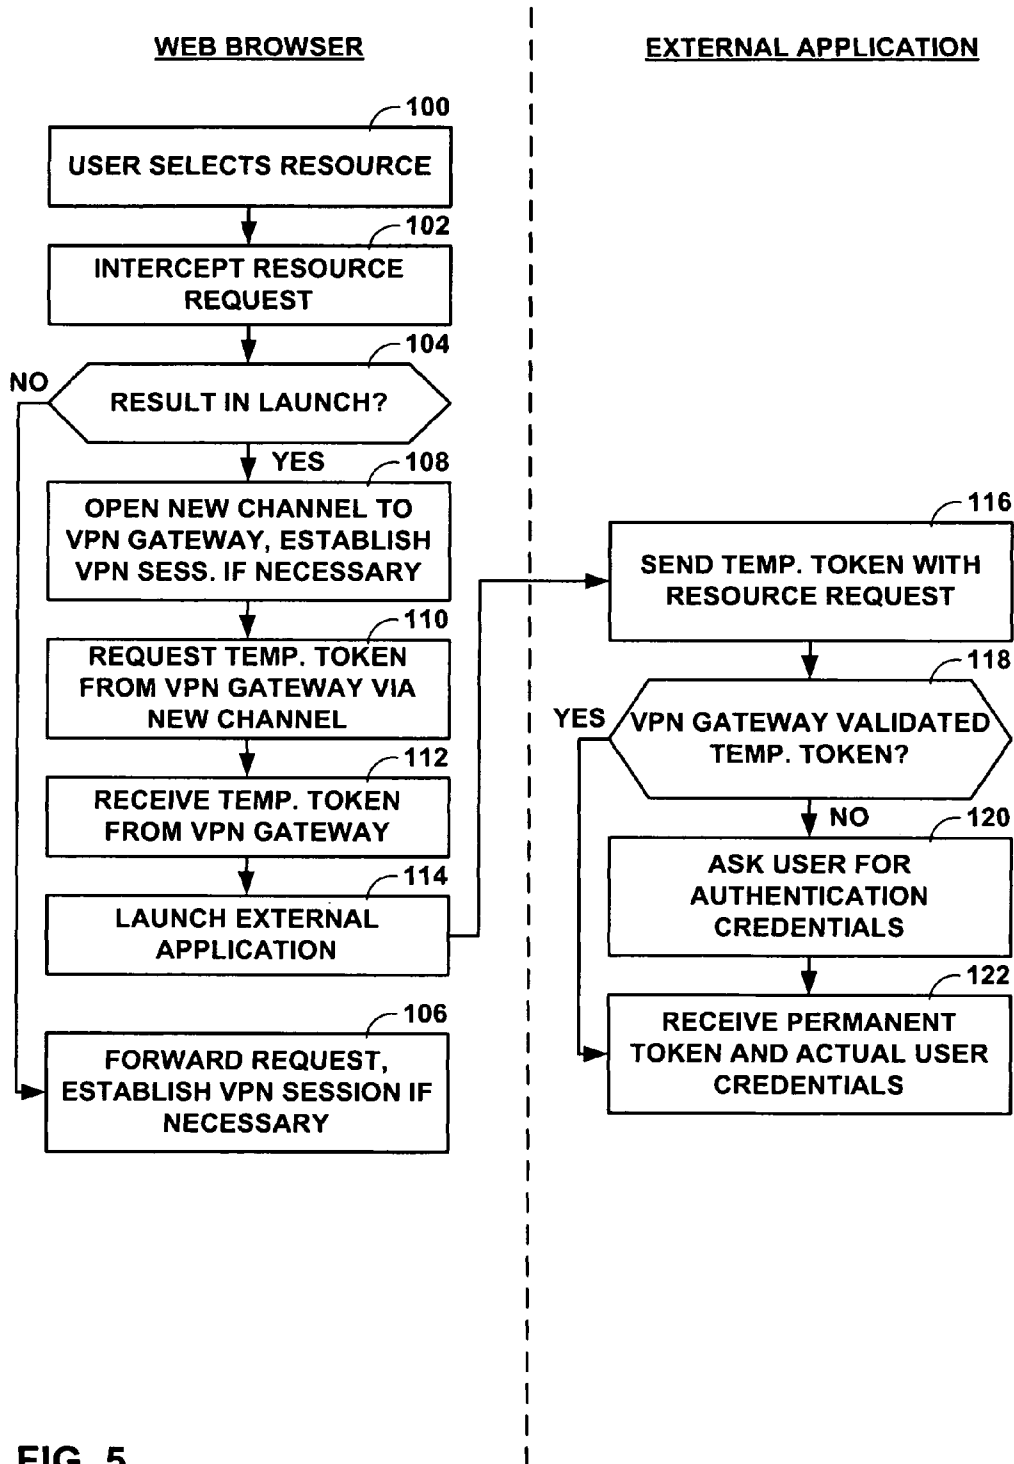 WEB BROWSER
100
USER SELECTS RESOURCE
102
INTERCEPT RESOURCE
REQUEST
104
NO
RESULT IN LAUNCH?
YES
108
OPEN NEW CHANNEL TO
VPN GATEWAY, ESTABLISH
VPN SESS. IF NECESSARY
110
REQUEST TEMP. TOKEN
FROM VPN GATEWAY VIA
NEW CHANNEL
112
RECEIVE TEMP. TOKEN
FROM VPN GATEWAY
114
LAUNCH EXTERNAL
APPLICATION
106
FORWARD REQUEST,
ESTABLISH VPN SESSION IF
NECESSARY
EXTERNAL APPLICATION
116
SEND TEMP. TOKEN WITH
RESOURCE REQUEST
118
YES
VPN GATEWAY VALIDATED
TEMP. TOKEN?
NO
120
ASK USER FOR
AUTHENTICATION
CREDENTIALS
122
RECEIVE PERMANENT
TOKEN AND ACTUAL USER
CREDENTIALS
FIG. 5